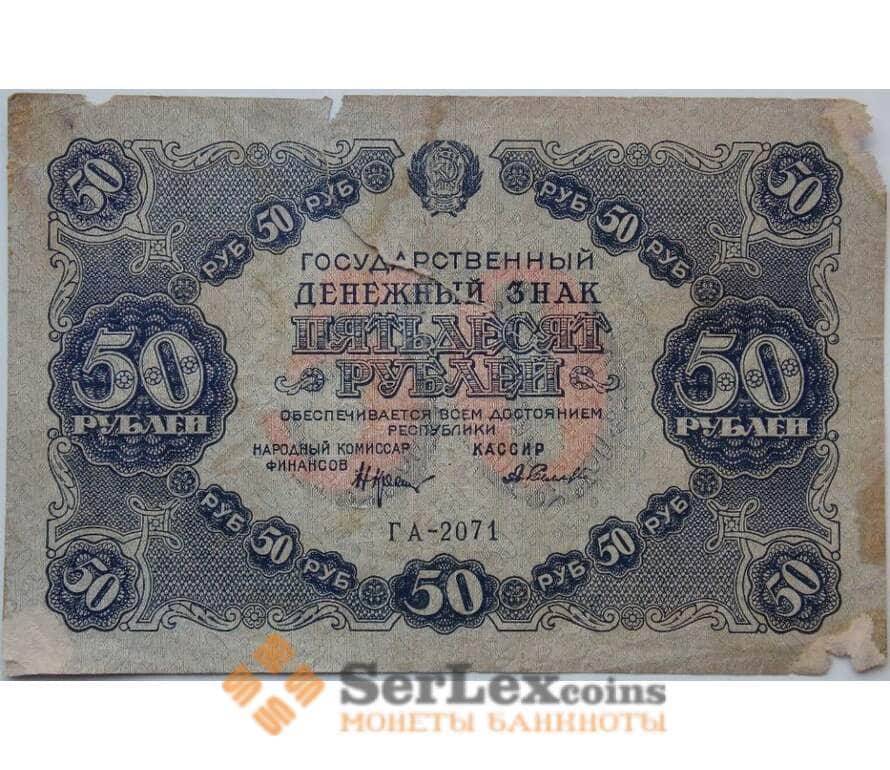 50 РУБ 50 РУБ РУБ 50 РУБ 50
ГОСУДАРСТВЕННЫЙ
ДЕНЕЖНЫЙ ЗНАК
ПЯТЬДЕСЯТ
РУБЛЕЙ
50
РУБЛЕЙ
50
50
РУБЛЕЙ
ОБЕСПЕЧИВАЕТСЯ ВСЕМ ДОСТОЯНИЕМ
РЕСПУБЛИКИ
НАРОДНЫЙ КОМИССАР
ФИНАНСОВ
КАССИР
ГА-2071
50 РУБ 50 РУБ 50 РУБ 50 РУБ 50
SerLexcoins
МОНЕТЫ БАНКНОТЫ